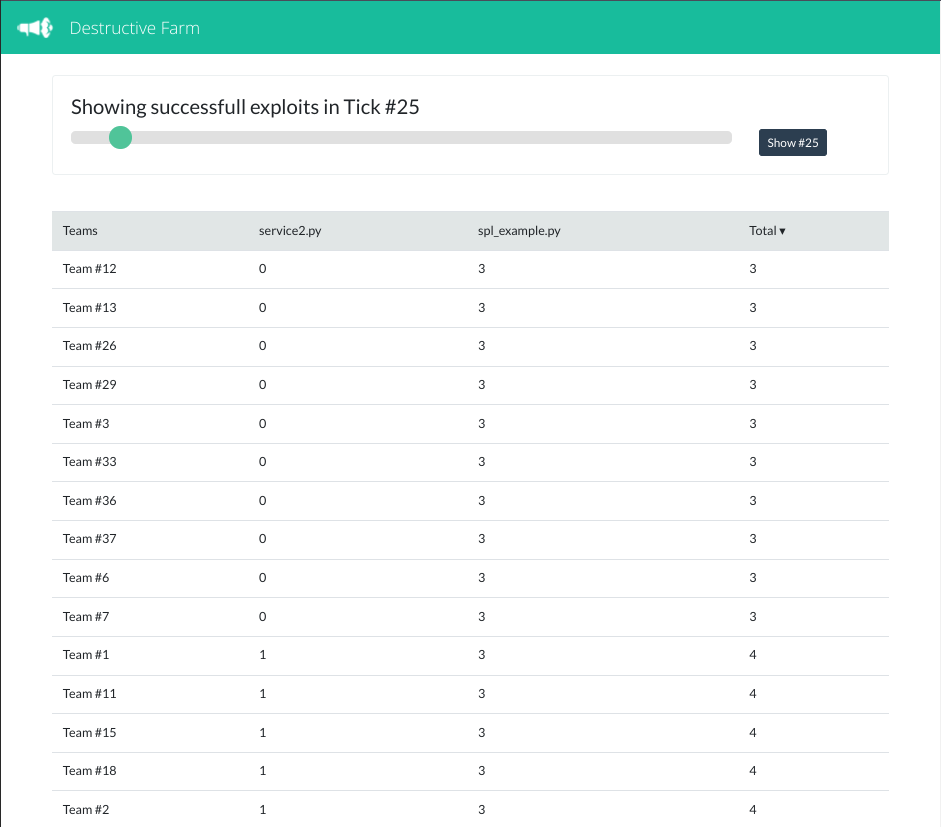 Destructive Farm
Showing successfull exploits in Tick #25
Show #25
Teams service2.py spl_example.py Total ▾
Team #12 0 3 3
Team #13 0 3 3
Team #26 0 3 3
Team #29 0 3 3
Team #3 0 3 3
Team #33 0 3 3
Team #36 0 3 3
Team #37 0 3 3
Team #6 0 3 3
Team #7 0 3 3
Team #1 1 3 4
Team #11 1 3 4
Team #15 1 3 4
Team #18 1 3 4
Team #2 1 3 4